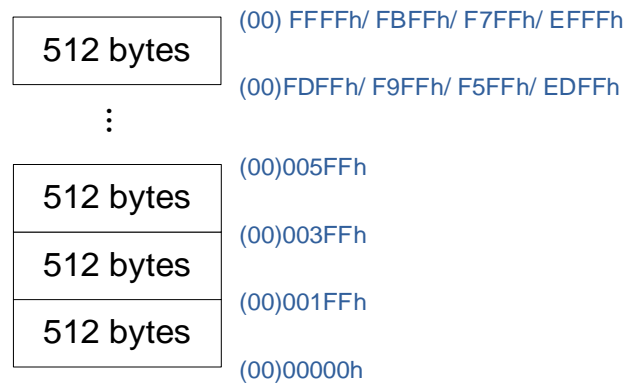 (00) FFFFh/ FBFFh/ F7FFh/ EFFFh
512 bytes
(00)FDFFh/ F9FFh/ F5FFh/ EDFFh
⋮
(00)005FFh
512 bytes
(00)003FFh
512 bytes
(00)001FFh
512 bytes
(00)00000h